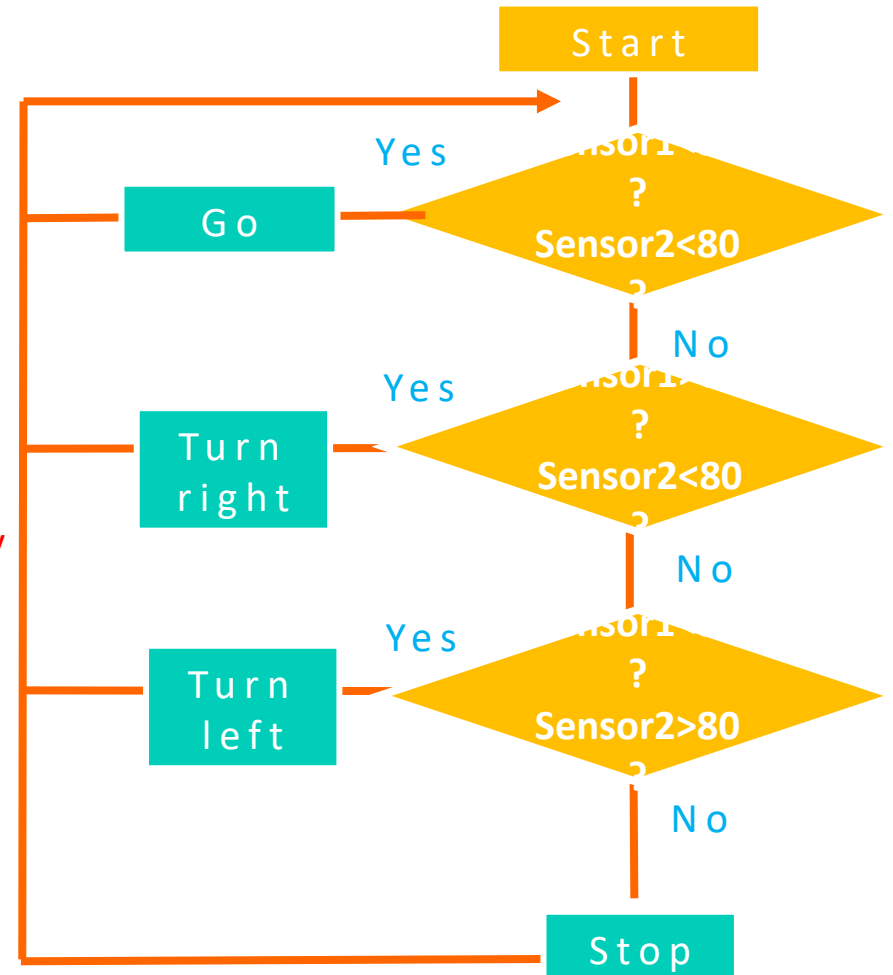 Start
Yes
?
Sensor2<80
?
Go
No
Yes
?
Sensor2<80
?
Turn
right
No
Yes
?
Sensor2>80
?
Turn
left
No
Stop